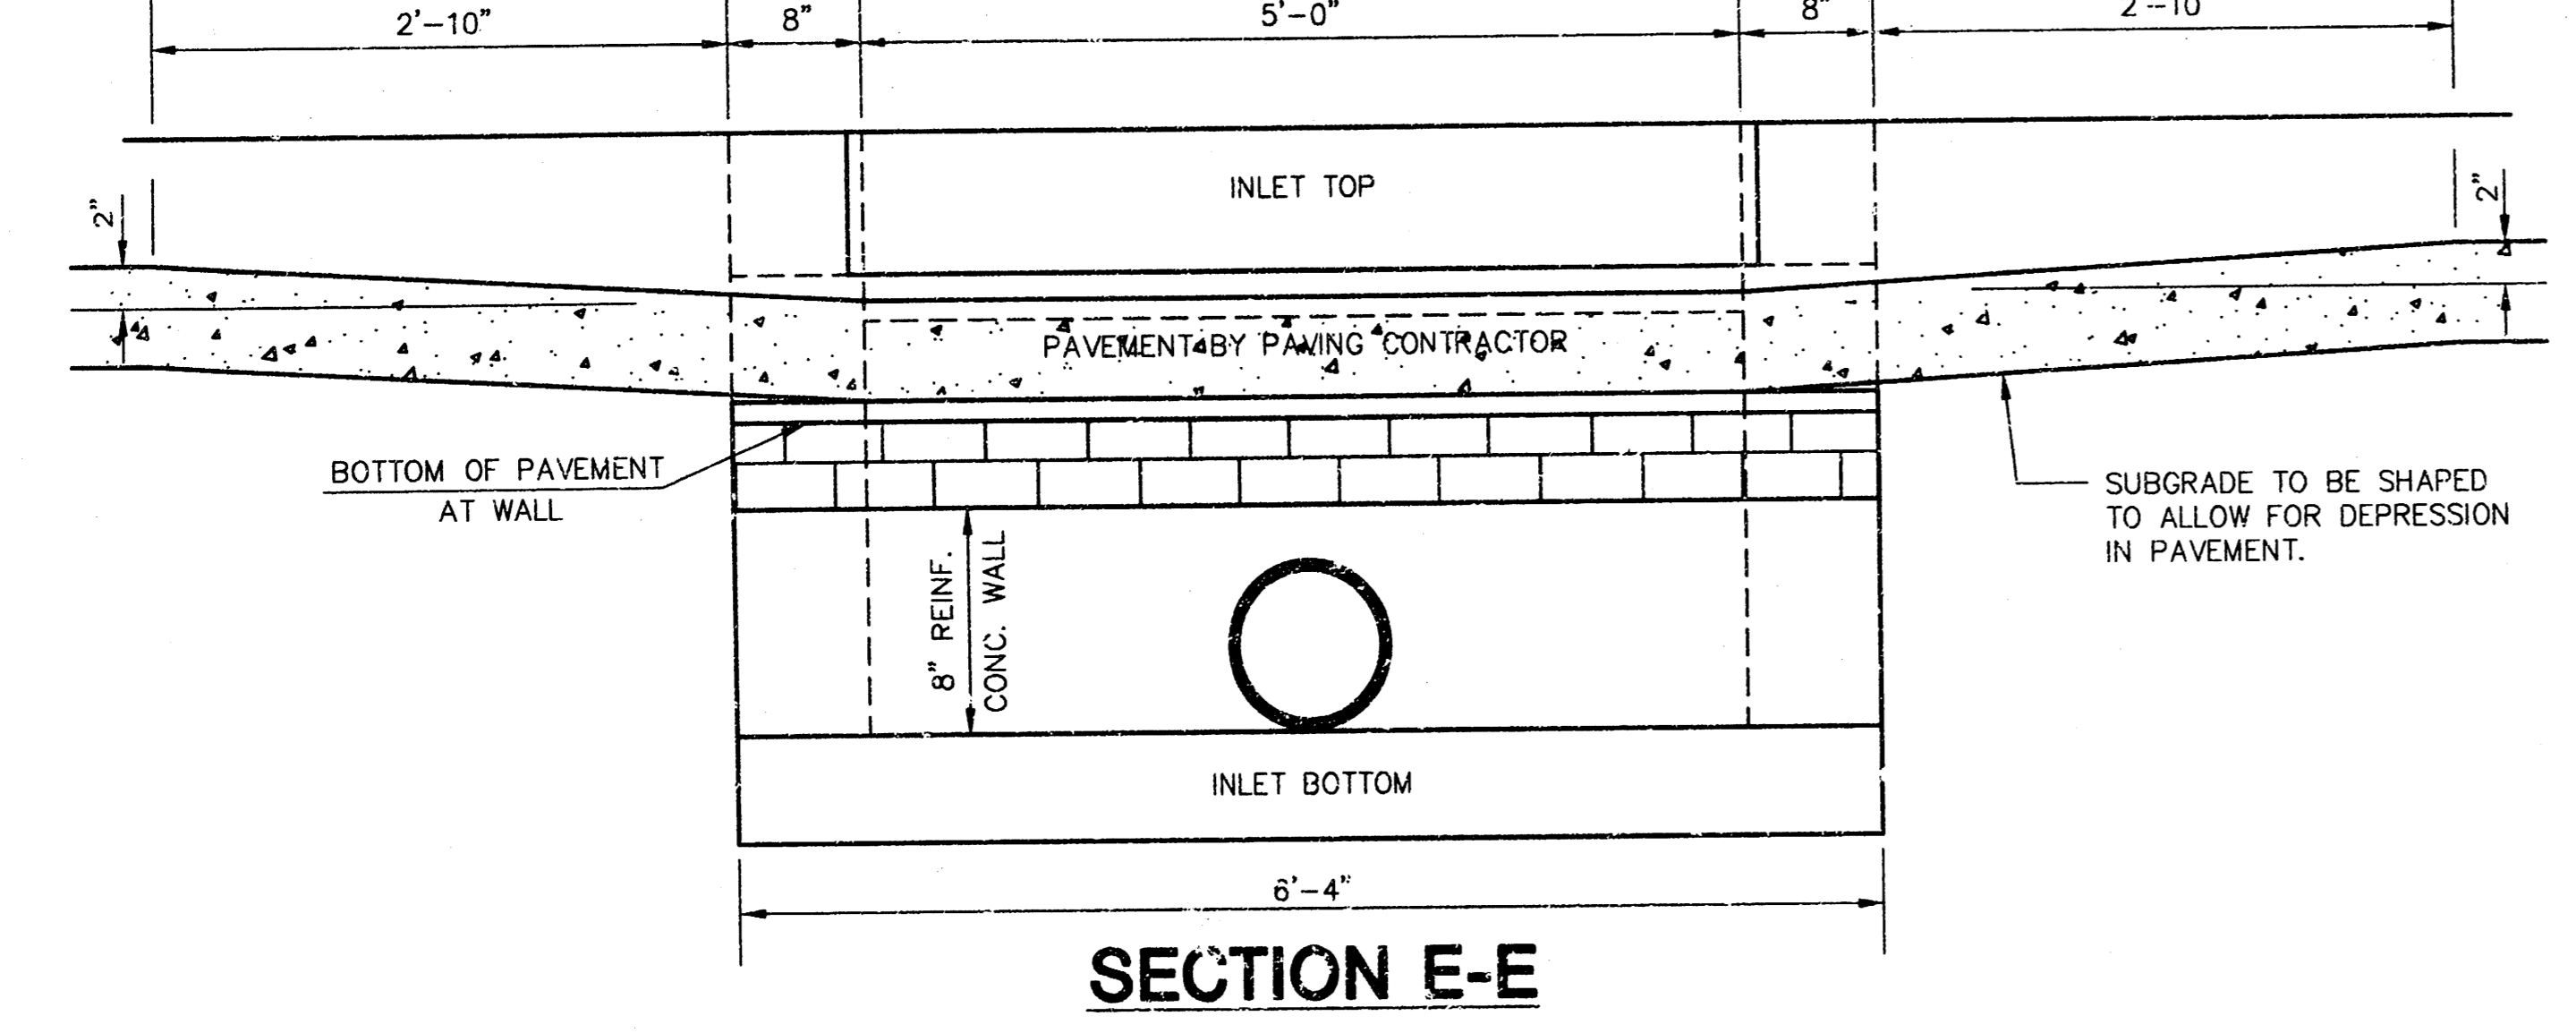 2'-10" 8" 5'-0" 8" 2'-10
INLET TOP
2"
2"
PAVEMENT BY PAVING CONTRACTOR
BOTTOM OF PAVEMENT
AT WALL
8" REINF.
CONC. WALL
SUBGRADE TO BE SHAPED
TO ALLOW FOR DEPRESSION
IN PAVEMENT.
INLET BOTTOM
6'-4"
SECTION E-E